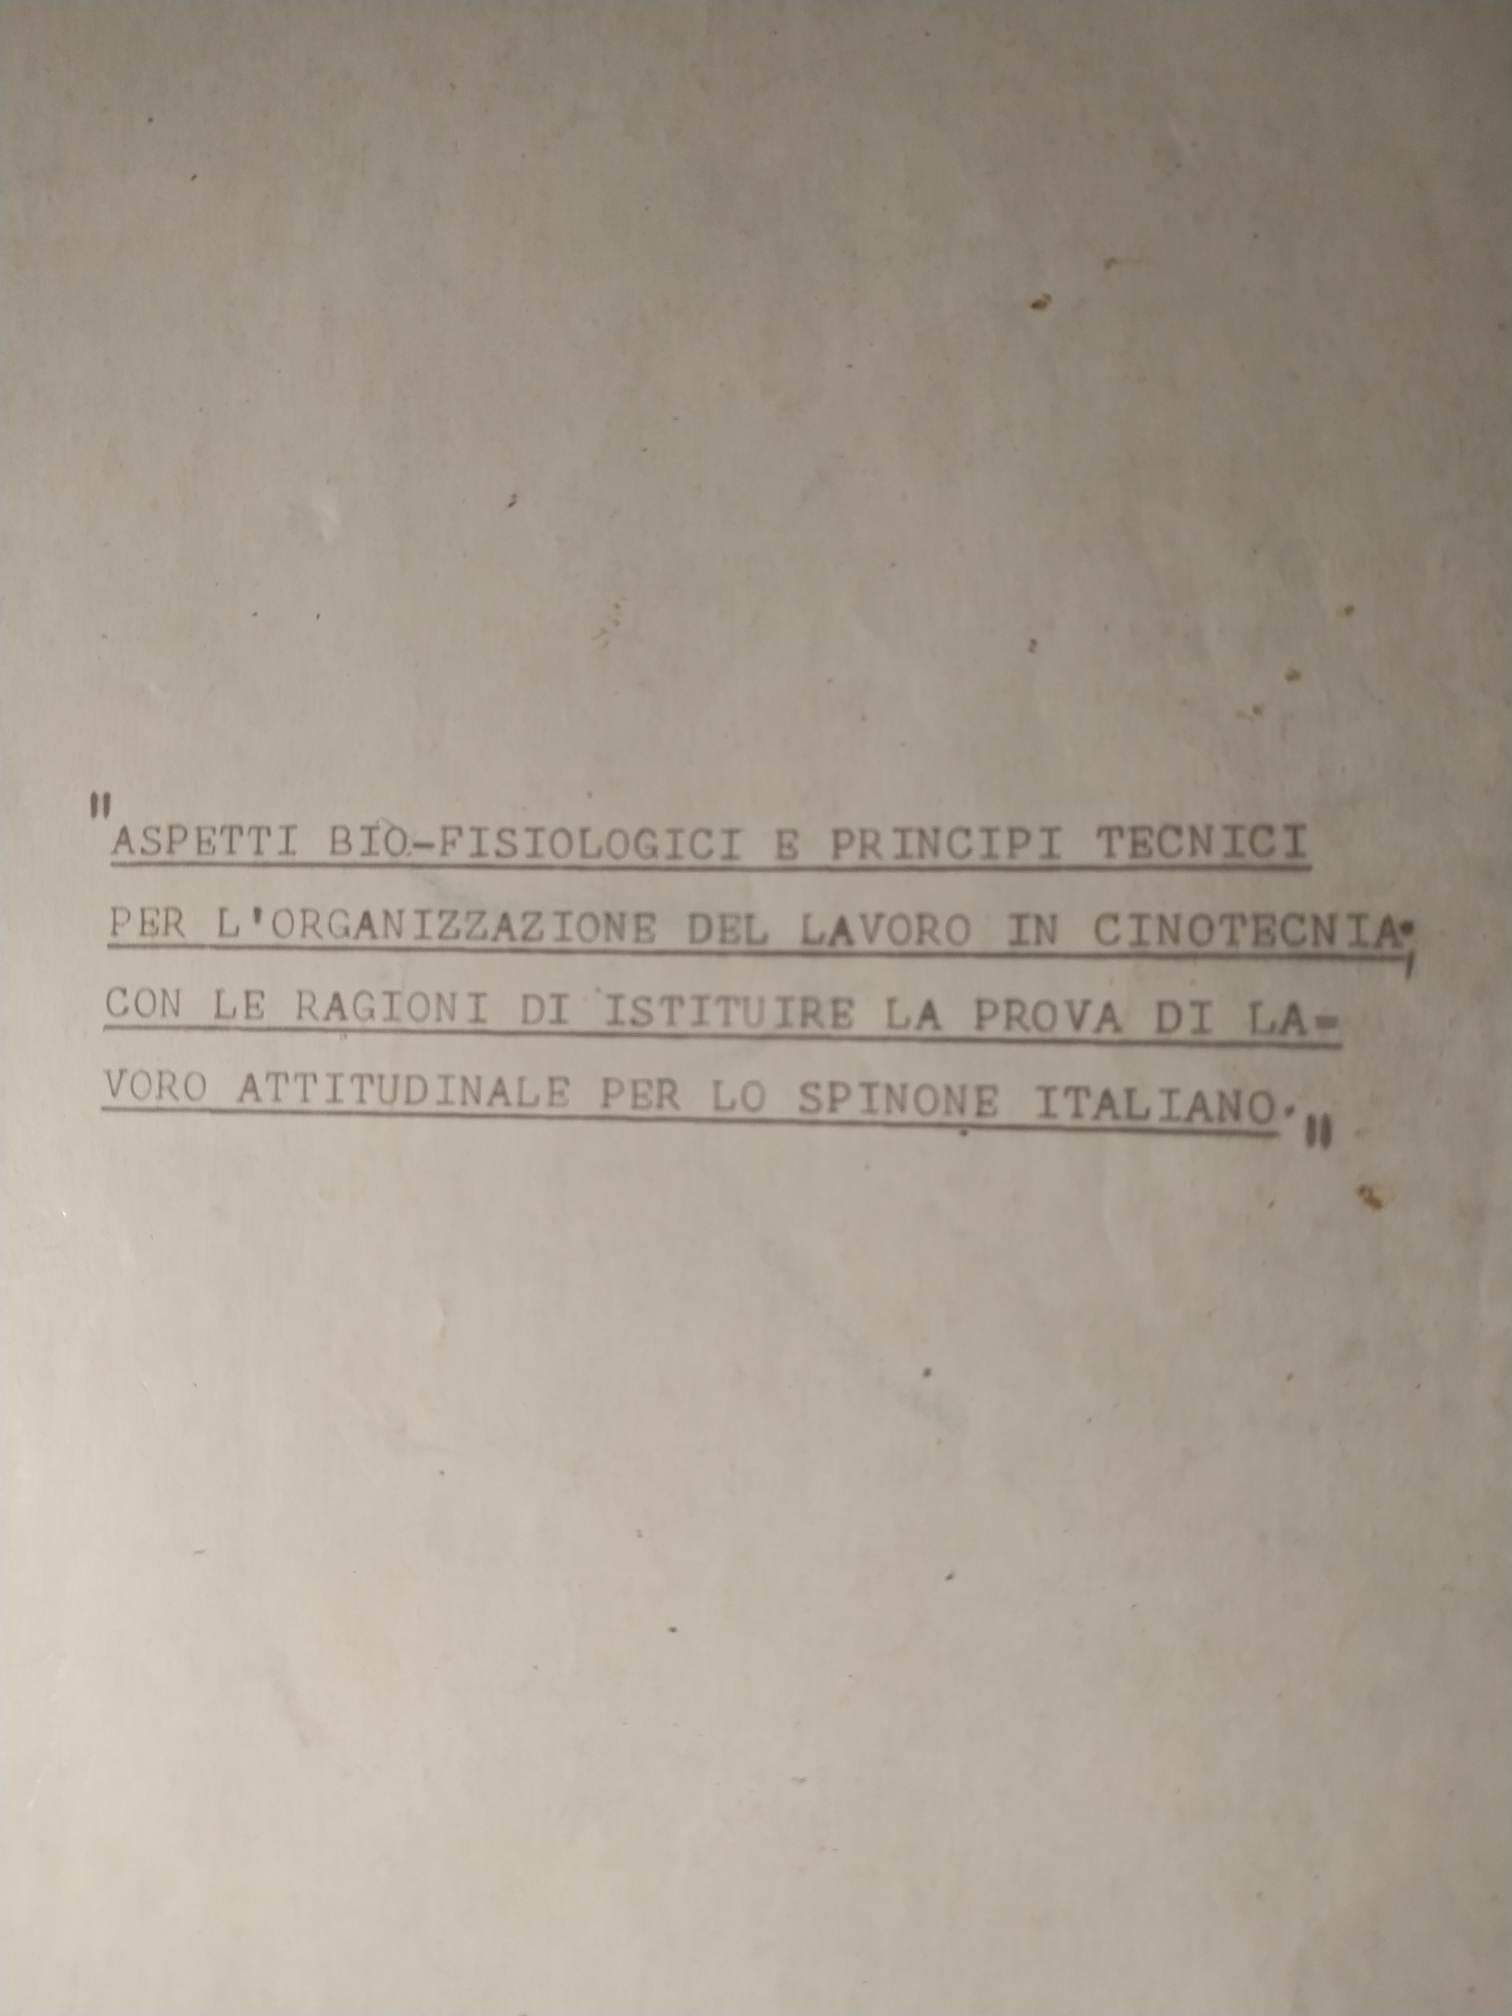 "ASPETTI BIO-FISIOLOGICI E PRINCIPI TECNICI
PER L'ORGANIZZAZIONE DEL LAVORO IN CINOTECNIA;
CON LE RAGIONI DI ISTITUIRE LA PROVA DI LA-
VORO ATTITUDINALE PER LO SPINONE ITALIANO."